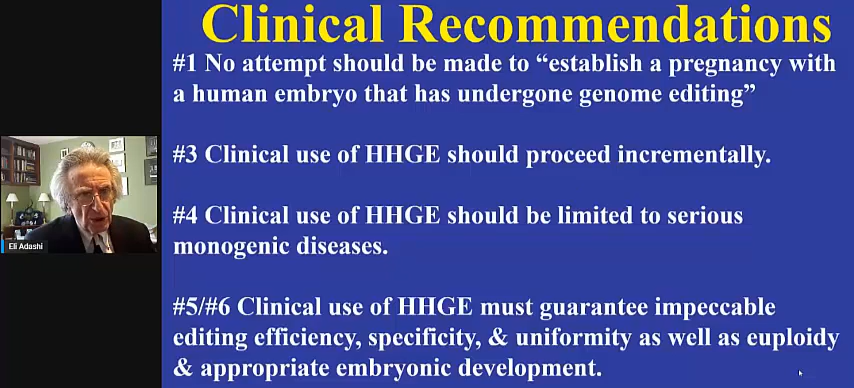 Clinical Recommendations
#1 No attempt should be made to “establish a pregnancy with
a human embryo that has undergone genome editing”
#3 Clinical use of HHGE should proceed incrementally.
#4 Clinical use of HHGE should be limited to serious
monogenic diseases.
#5/#6 Clinical use of HHGE must guarantee impeccable
editing efficiency, specificity, & uniformity as well as euploidy
& appropriate embryonic development.
Eli Adashi